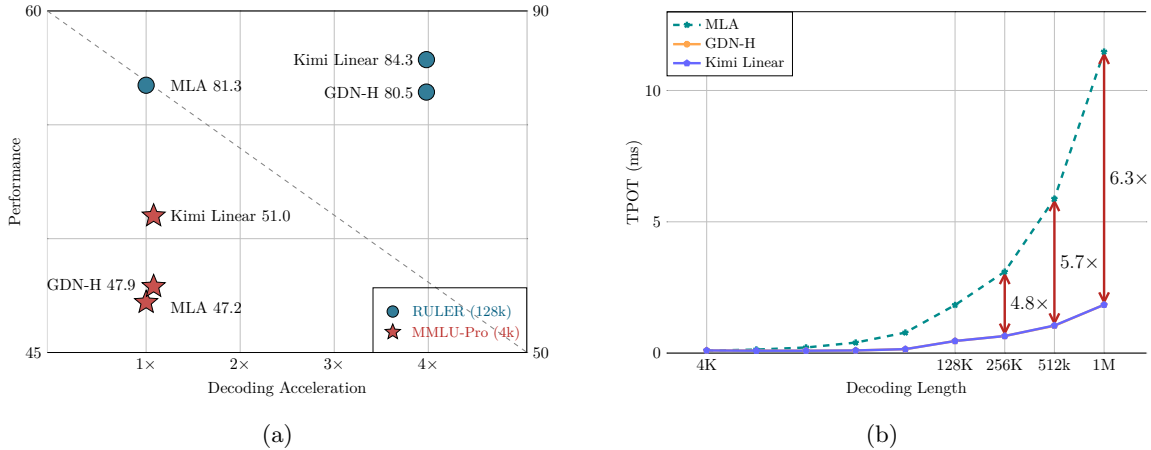 60
90
Kimi Linear 84.3
MLA 81.3
GDN-H 80.5
Performance
Kimi Linear 51.0
GDN-H 47.9
MLA 47.2
RULER (128k)
MMLU-Pro (4k)
45
50
1×
2×
3×
4×
Decoding Acceleration
(a)
MLA
GDN-H
Kimi Linear
10
5
0
TPOT (ms)
6.3×
5.7×
4.8×
4K
128K
256K
512k
1M
Decoding Length
(b)